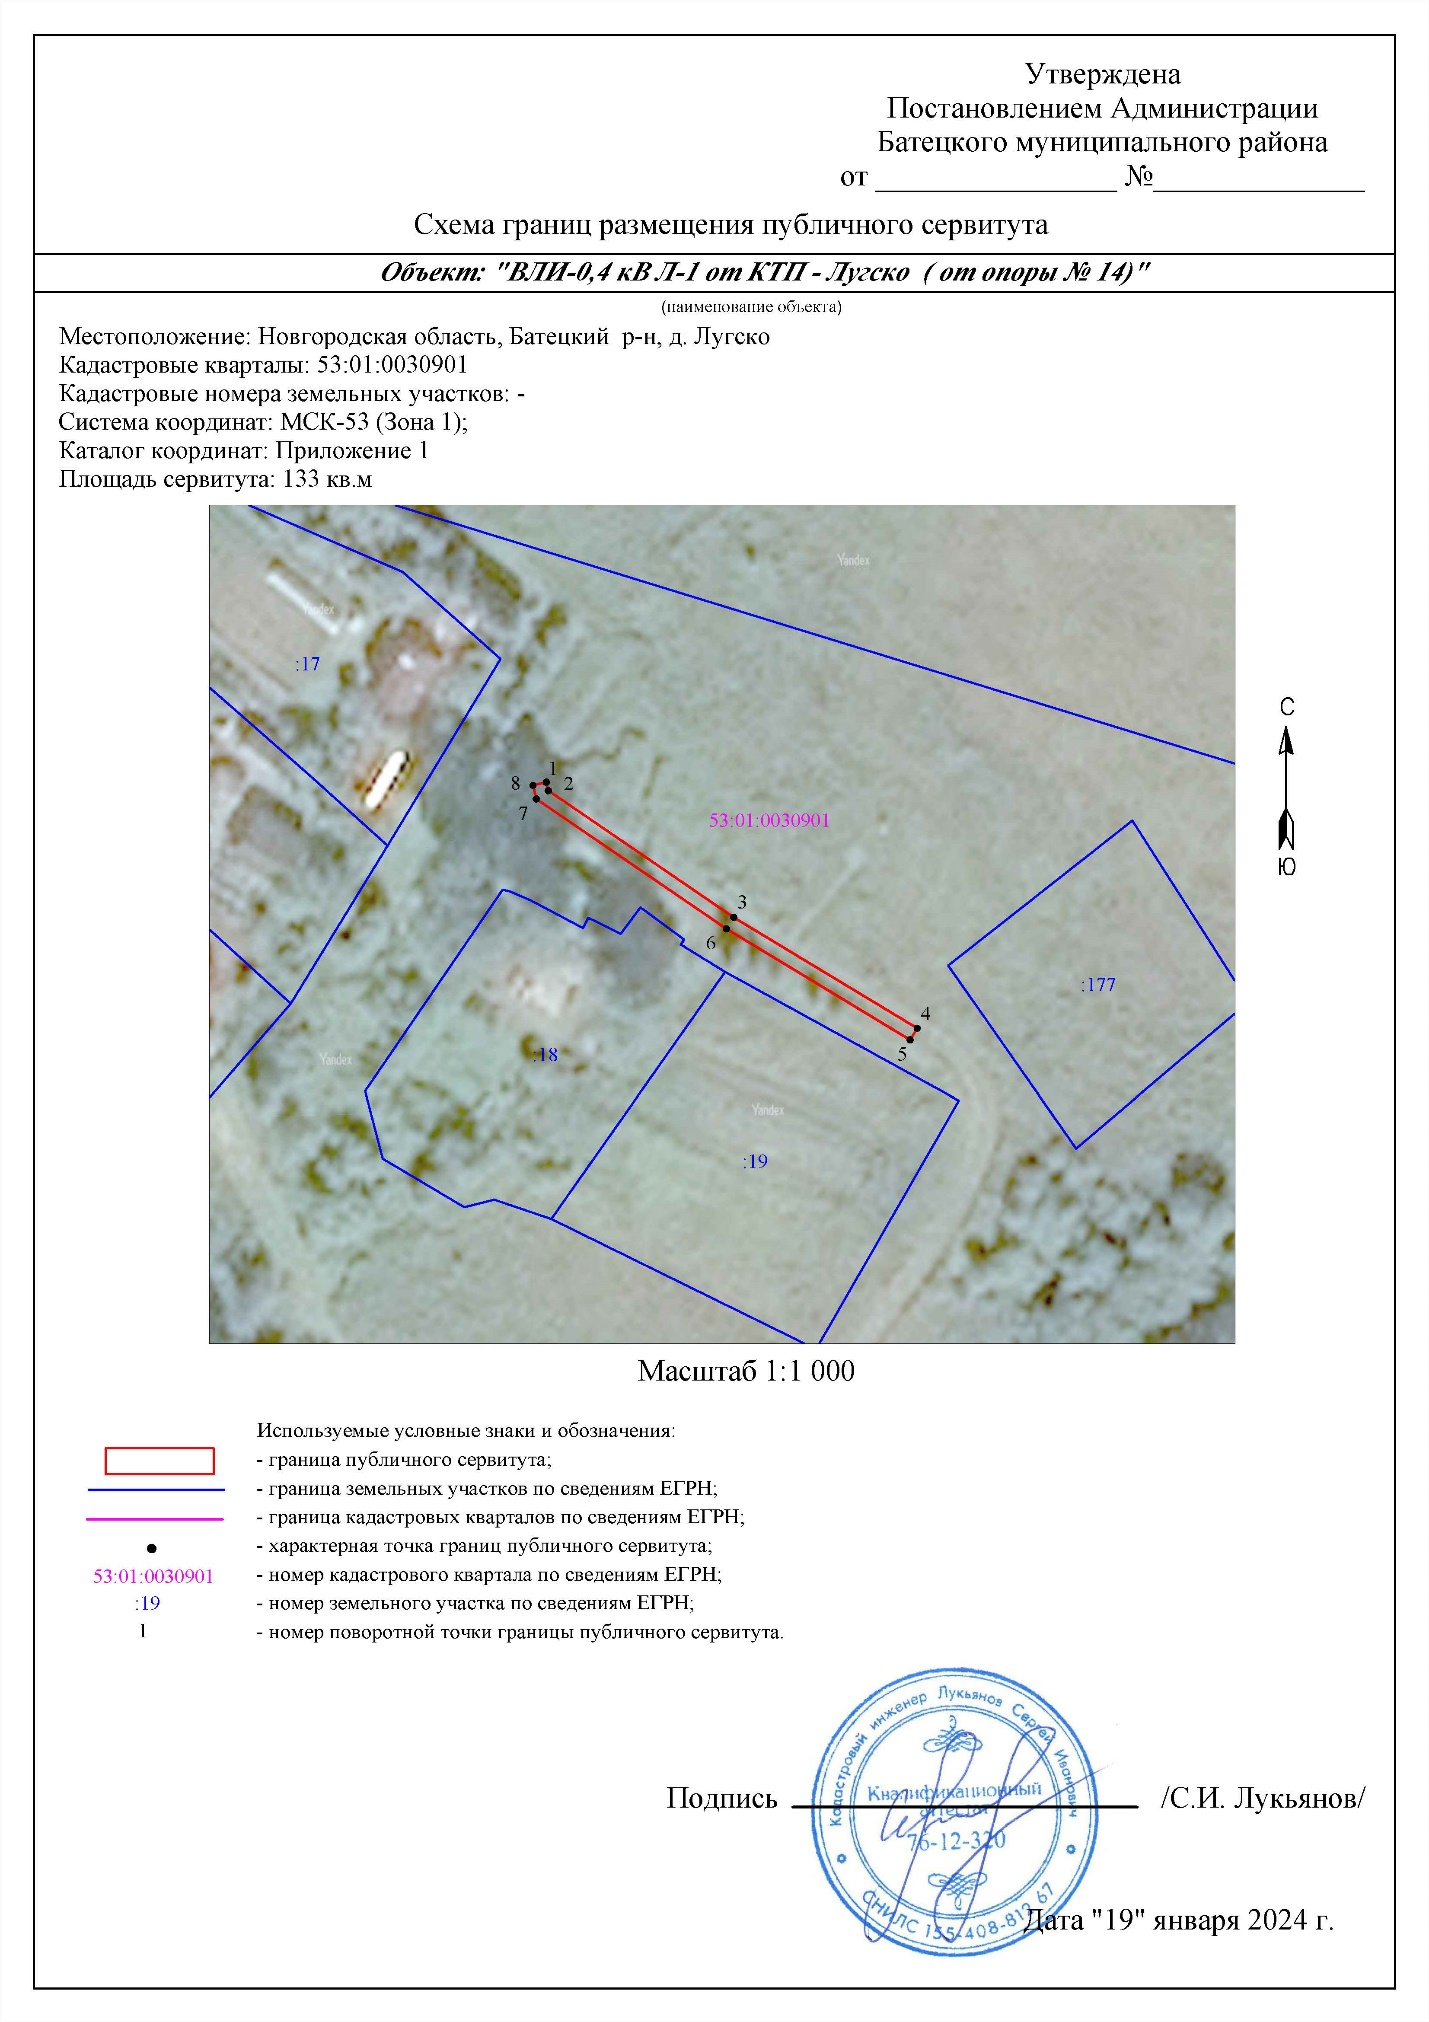 Утверждена
Постановлением Администрации
Батецкого муниципального района
от _________________ №_______________
Схема границ размещения публичного сервитута
Объект: "ВЛИ-0,4 кВ Л-1 от КТП - Лугско ( от опоры № 14)"
(наименование объекта)
Местоположение: Новгородская область, Батецкий р-н, д. Лугско
Кадастровые кварталы: 53:01:0030901
Кадастровые номера земельных участков: -
Система координат: МСК-53 (Зона 1);
Каталог координат: Приложение 1
Площадь сервитута: 133 кв.м
Yandex
Yandex
:17
С
1
8
2
7
53:01:0030901
Ю
3
6
:177
4
5
Yandex
:18
Yandex
:19
Масштаб 1:1 000
Используемые условные знаки и обозначения:
- граница публичного сервитута;
- граница земельных участков по сведениям ЕГРН;
- граница кадастровых кварталов по сведениям ЕГРН;
- характерная точка границ публичного сервитута;
53:01:0030901 - номер кадастрового квартала по сведениям ЕГРН;
:19 - номер земельного участка по сведениям ЕГРН;
1 - номер поворотной точки границы публичного сервитута.
Кадастровый инженер Лукьянов Сергей Иванович
Квалификационный
аттестат
76-12-320
СНИЛС 155-408-812 67
Подпись /С.И. Лукьянов/
Дата "19" января 2024 г.